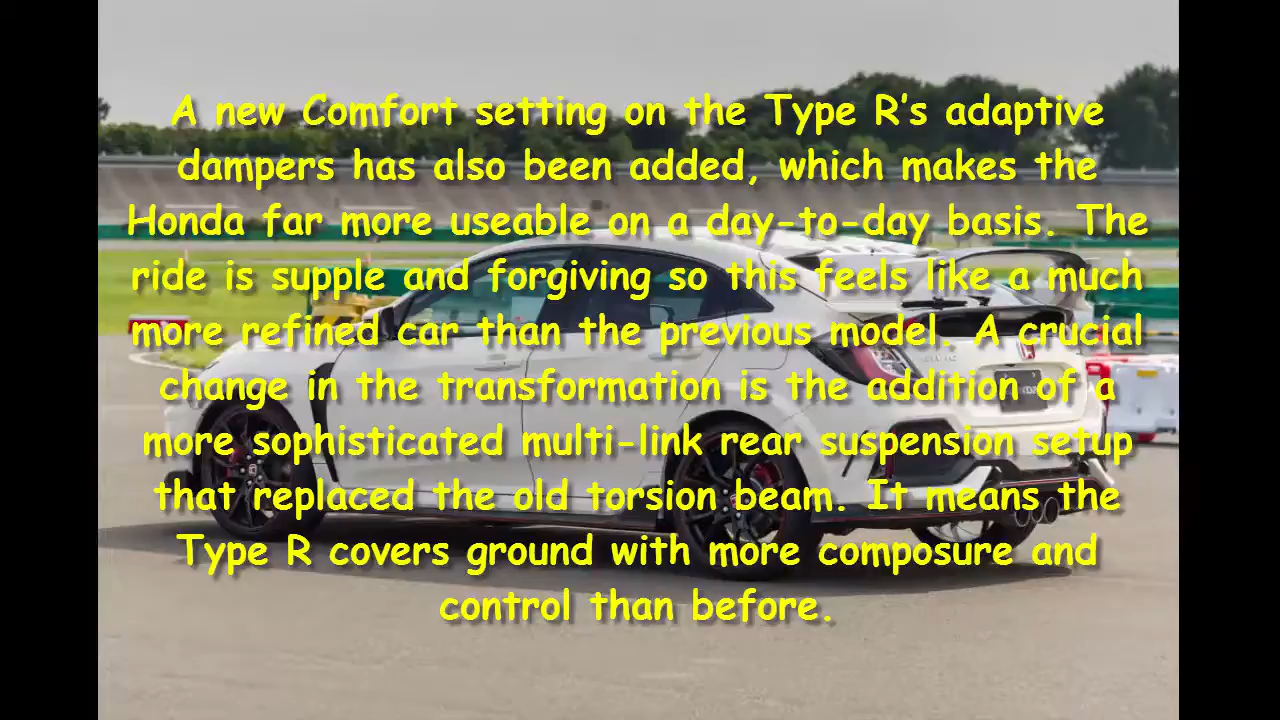 A new Comfort setting on the Type R's adaptive
dampers has also been added, which makes the
Honda far more useable on a day-to-day basis. The
ride is supple and forgiving so this feels like a much
more refined car than the previous model. A crucial
change in the transformation is the addition of a
more sophisticated multi-link rear suspension setup
that replaced the old torsion beam. It means the
Type R covers ground with more composure and
control than before.